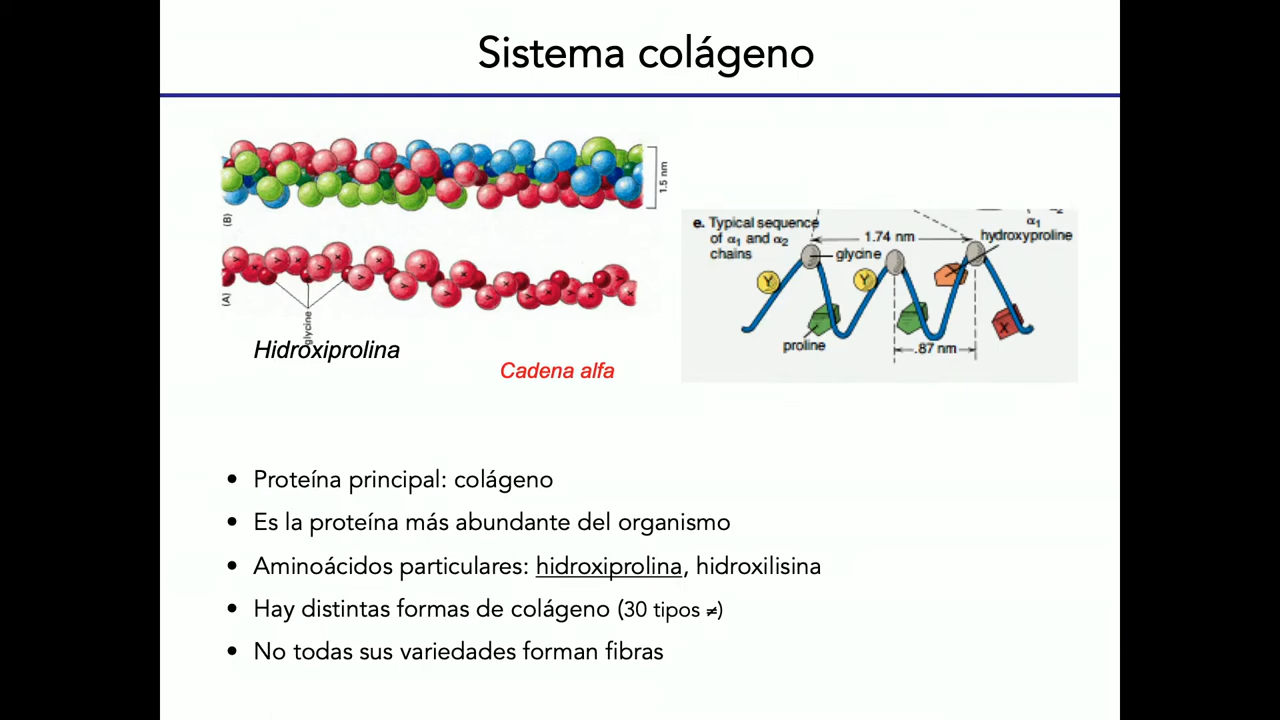 Sistema colágeno
1.5 nm
(B)
(A)
glycine
Hidroxiprolina
Cadena alfa
e. Typical sequence
of α₁ and α₂
chains
1.74 nm
α₁
hydroxyproline
glycine
Y
Y
X
proline
.87 nm
• Proteína principal: colágeno
• Es la proteína más abundante del organismo
• Aminoácidos particulares: hidroxiprolina, hidroxilisina
• Hay distintas formas de colágeno (30 tipos ≠)
• No todas sus variedades forman fibras